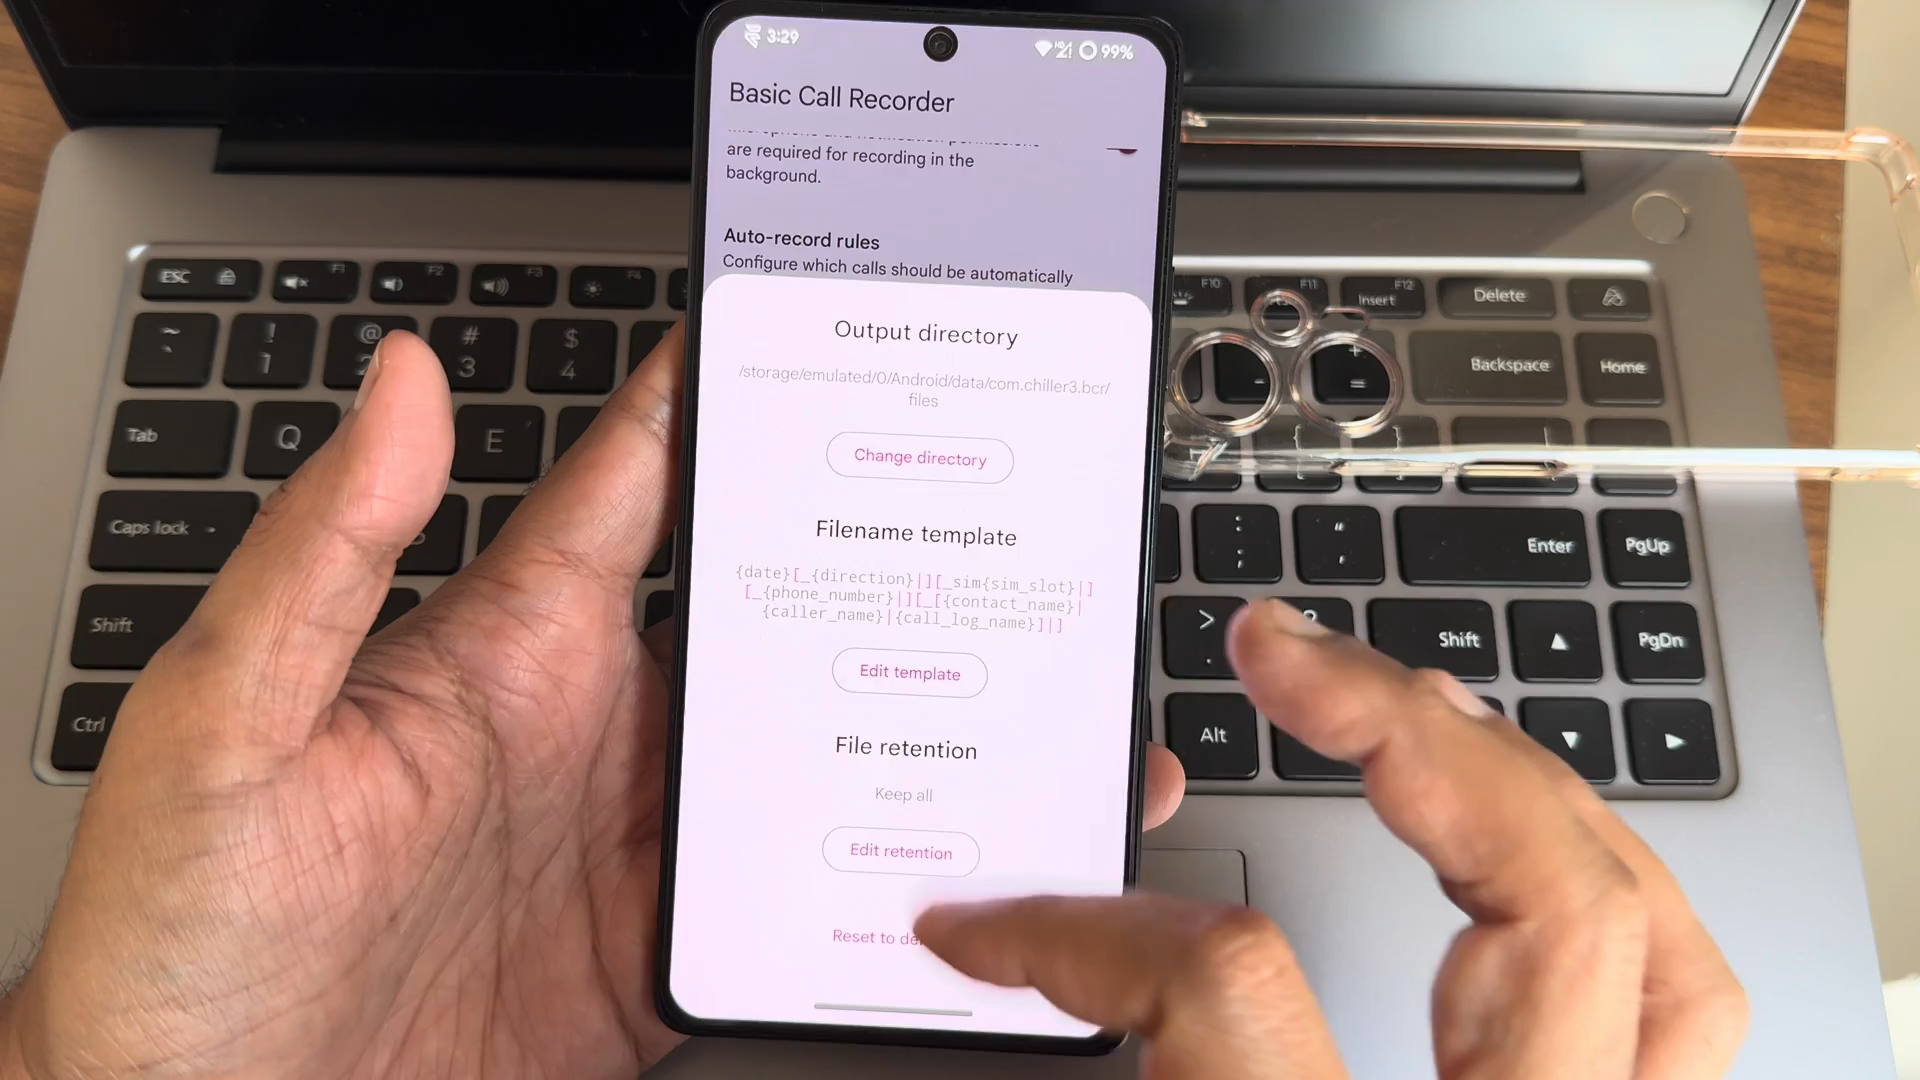 3:29
99%
Basic Call Recorder
are required for recording in the
background.
Auto-record rules
Configure which calls should be automatically
Output directory
/storage/emulated/0/Android/data/com.chiller3.bcr/
files
Change directory
Filename template
{date}[_{direction}|][_sim{sim_slot}|]
[_{phone_number}|][_[{contact_name}|
{caller_name}|{call_log_name}]|]
Edit template
File retention
Keep all
Edit retention
Reset to
ESC
F1
F2
F3
F4
F10
F11
F12
Insert
Delete
~
`
!
1
@
#
3
$
4
+
=
-
Backspace
Home
Tab
Q
E
Caps lock
:
;
"
'
Enter
PgUp
Shift
>
.
?
Shift
PgDn
Ctrl
Alt